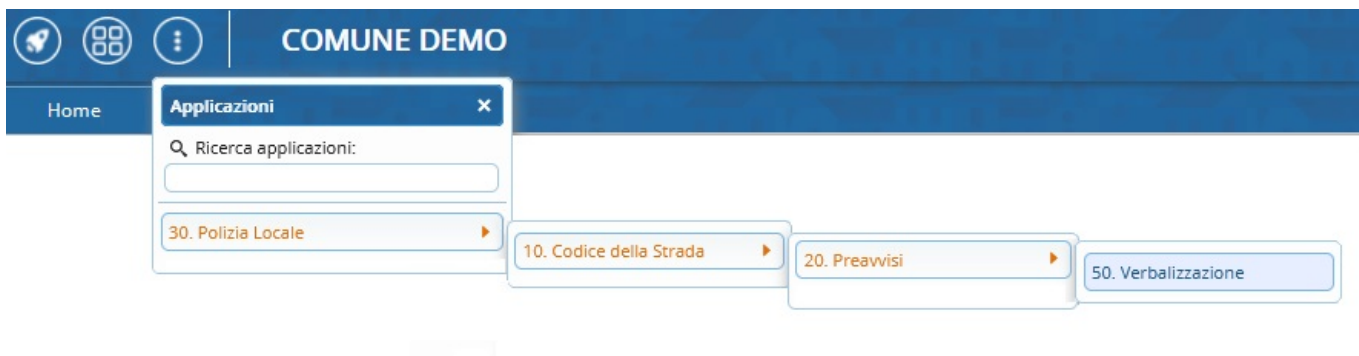 COMUNE DEMO
Home
Applicazioni
Ricerca applicazioni:
30. Polizia Locale
10. Codice della Strada
20. Preavvisi
50. Verbalizzazione